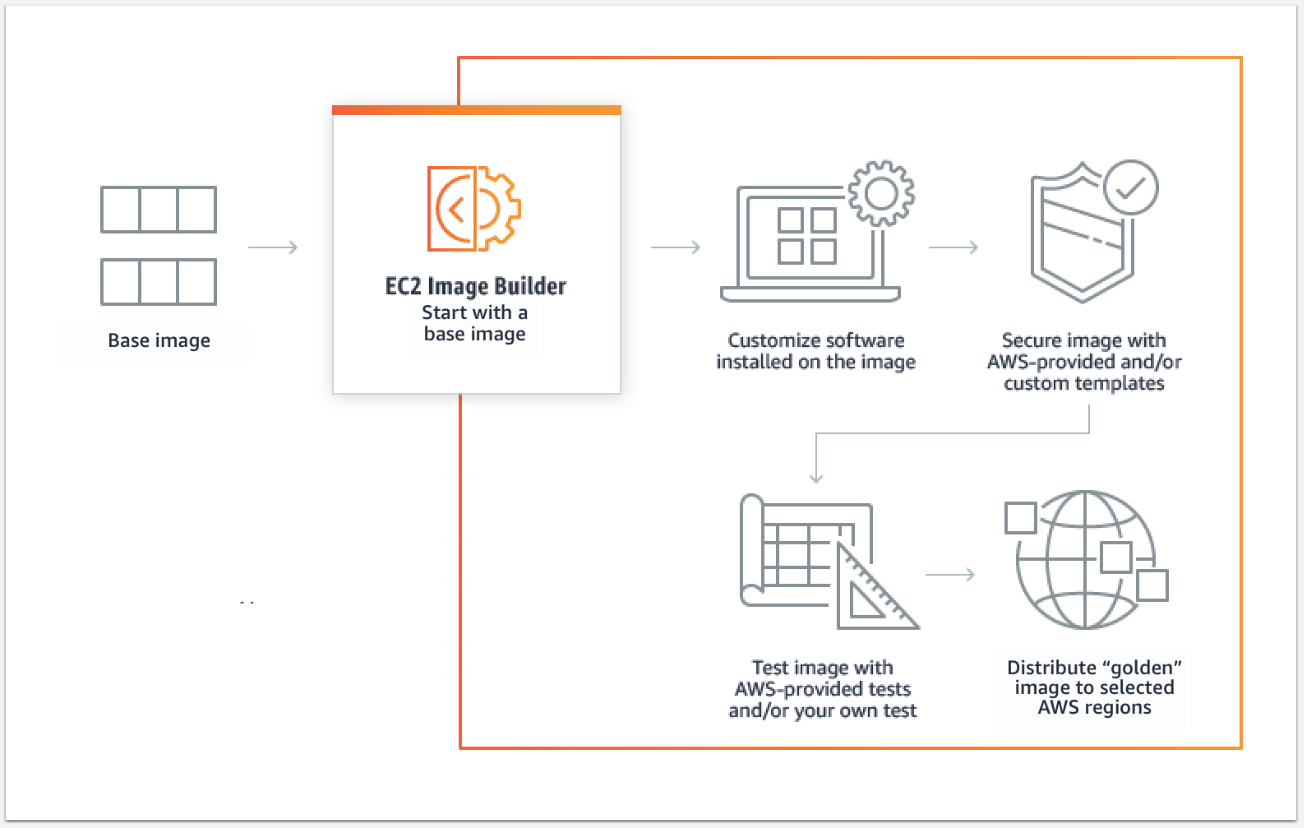 Base image
EC2 Image Builder
Start with a
base image
Customize software
installed on the image
Secure image with
AWS-provided and/or
custom templates
Test image with
AWS-provided tests
and/or your own test
Distribute “golden”
image to selected
AWS regions